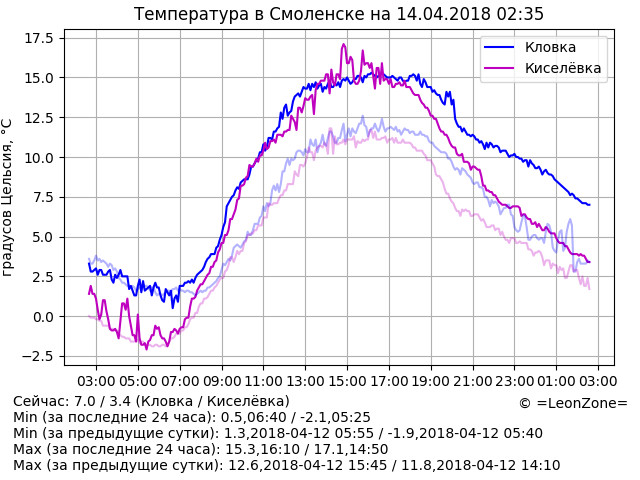 Температура в Смоленске на 14.04.2018 02:35
17.5
15.0
12.5
10.0
7.5
5.0
2.5
0.0
−2.5
градусов Цельсия, °C
Кловка
Киселёвка
03:00 05:00 07:00 09:00 11:00 13:00 15:00 17:00 19:00 21:00 23:00 01:00 03:00
Сейчас: 7.0 / 3.4 (Кловка / Киселёвка)
© =LeonZone=
Min (за последние 24 часа): 0.5,06:40 / -2.1,05:25
Min (за предыдущие сутки): 1.3,2018-04-12 05:55 / -1.9,2018-04-12 05:40
Max (за последние 24 часа): 15.3,16:10 / 17.1,14:50
Max (за предыдущие сутки): 12.6,2018-04-12 15:45 / 11.8,2018-04-12 14:10